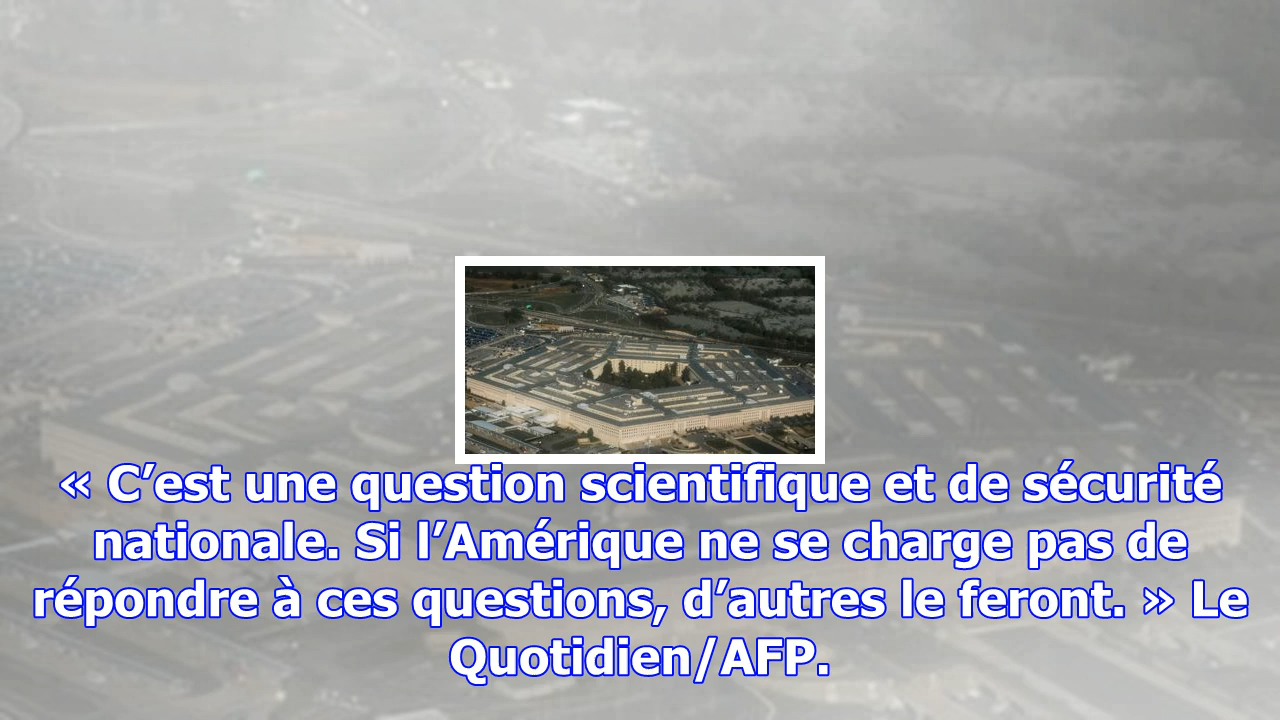 « C’est une question scientifique et de sécurité
nationale. Si l’Amérique ne se charge pas de
répondre à ces questions, d’autres le feront. » Le
Quotidien/AFP.